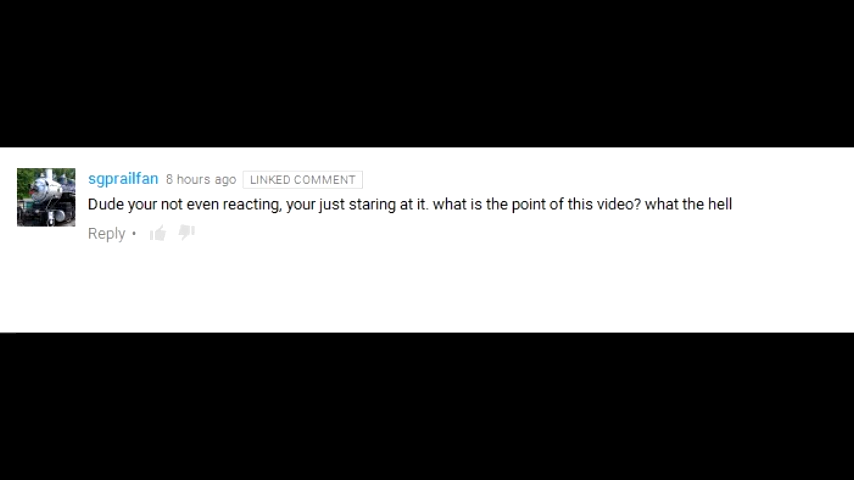 sgprailfan 8 hours ago LINKED COMMENT
Dude your not even reacting, your just staring at it. what is the point of this video? what the hell
Reply •